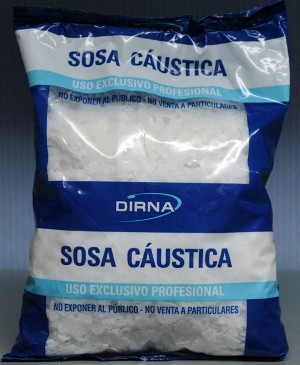 SOSA CÁUSTICA
USO EXCLUSIVO PROFESIONAL
NO EXPONER AL PÚBLICO - NO VENTA A PARTICULARES
DIRNA
SOSA CÁUSTICA
USO EXCLUSIVO PROFESIONAL
NO EXPONER AL PÚBLICO - NO VENTA A PARTICULARES